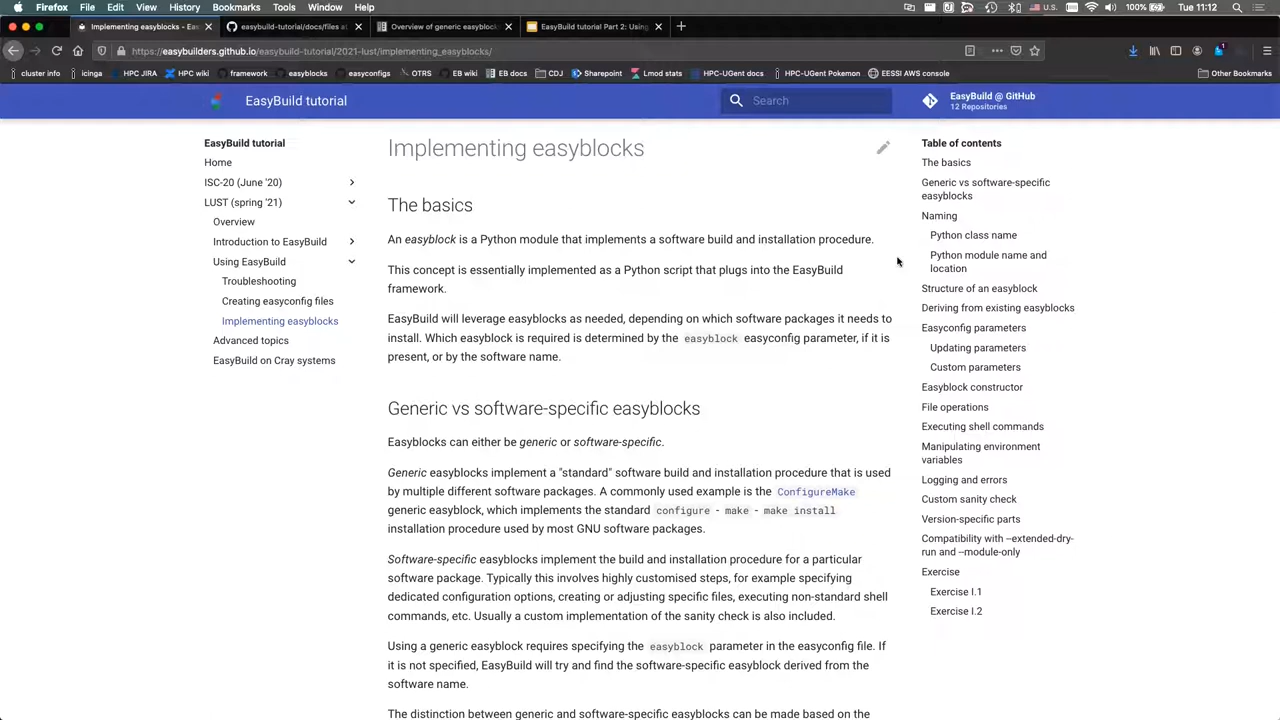 Firefox File Edit View History Bookmarks Tools Window Help 100% Tue 11:12
Implementing easyblocks - Eas
easybuild-tutorial/docs/files at
Overview of generic easyblock
EasyBuild tutorial Part 2: Using
https://easybuilders.github.io/easybuild-tutorial/2021-lust/implementing_easyblocks/
cluster info icinga HPC JIRA HPC wiki framework easyblocks easyconfigs OTRS EB wiki EB docs CDJ Sharepoint Lmod stats HPC-UGent docs HPC-UGent Pokemon EESSI AWS console Other Bookmarks
EasyBuild tutorial
Search
EasyBuild @ GitHub
12 Repositories
EasyBuild tutorial
Home
ISC-20 (June '20)
LUST (spring '21)
Overview
Introduction to EasyBuild
Using EasyBuild
Troubleshooting
Creating easyconfig files
Implementing easyblocks
Advanced topics
EasyBuild on Cray systems
Implementing easyblocks
The basics
An easyblock is a Python module that implements a software build and installation procedure.
This concept is essentially implemented as a Python script that plugs into the EasyBuild
framework.
EasyBuild will leverage easyblocks as needed, depending on which software packages it needs to
install. Which easyblock is required is determined by the easyblock easyconfig parameter, if it is
present, or by the software name.
Generic vs software-specific easyblocks
Easyblocks can either be generic or software-specific.
Generic easyblocks implement a "standard" software build and installation procedure that is used
by multiple different software packages. A commonly used example is the ConfigureMake
generic easyblock, which implements the standard configure - make - make install
installation procedure used by most GNU software packages.
Software-specific easyblocks implement the build and installation procedure for a particular
software package. Typically this involves highly customised steps, for example specifying
dedicated configuration options, creating or adjusting specific files, executing non-standard shell
commands, etc. Usually a custom implementation of the sanity check is also included.
Using a generic easyblock requires specifying the easyblock parameter in the easyconfig file. If
it is not specified, EasyBuild will try and find the software-specific easyblock derived from the
software name.
The distinction between generic and software-specific easyblocks can be made based on the
Table of contents
The basics
Generic vs software-specific
easyblocks
Naming
Python class name
Python module name and
location
Structure of an easyblock
Deriving from existing easyblocks
Easyconfig parameters
Updating parameters
Custom parameters
Easyblock constructor
File operations
Executing shell commands
Manipulating environment
variables
Logging and errors
Custom sanity check
Version-specific parts
Compatibility with --extended-dry-
run and --module-only
Exercise
Exercise I.1
Exercise I.2